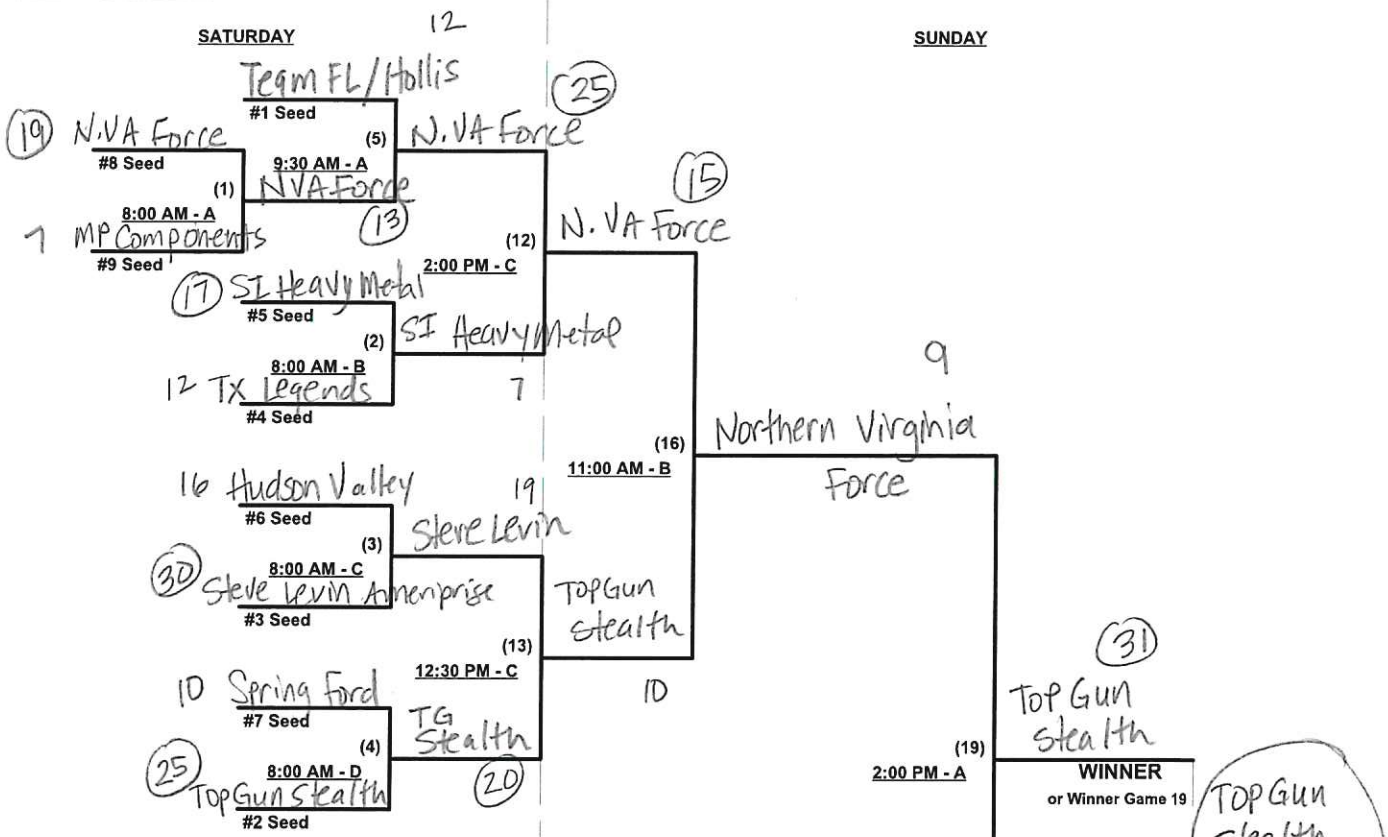 SATURDAY
12
SUNDAY
Team FL/Hollis
#1 Seed
25
19 N.VA Force
#8 Seed
(5)
N.VA Force
9:30 AM - A
(1)
NVA Force
13
8:00 AM - A
7 MP Components
#9 Seed
15
N. VA Force
(12)
2:00 PM - C
17 SI Heavy Metal
#5 Seed
(2)
SI Heavy Metal
8:00 AM - B
12 TX Legends
#4 Seed
7
9
Northern Virginia
Force
(16)
11:00 AM - B
16 Hudson Valley
#6 Seed
19
Steve Levin
(3)
8:00 AM - C
30 Steve Levin Ameriprise
#3 Seed
TOPGun
Stealth
(13)
12:30 PM - C
10
10 Spring Ford
#7 Seed
TG
Stealth
(4)
8:00 AM - D
20
25 TopGun Stealth
#2 Seed
31
TOP Gun
Stealth
(19)
2:00 PM - A
WINNER
or Winner Game 19
TOP Gun
Stealth